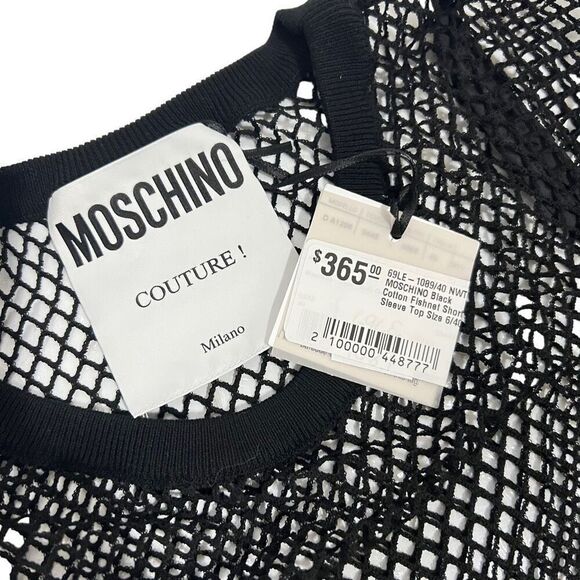 MOSCHINO
COUTURE !
Milano
$365.00
69LE-1089/40 NWT
MOSCHINO Black
Cotton Fishnet Short
Sleeve Top Size 6/40
2 100000 448777